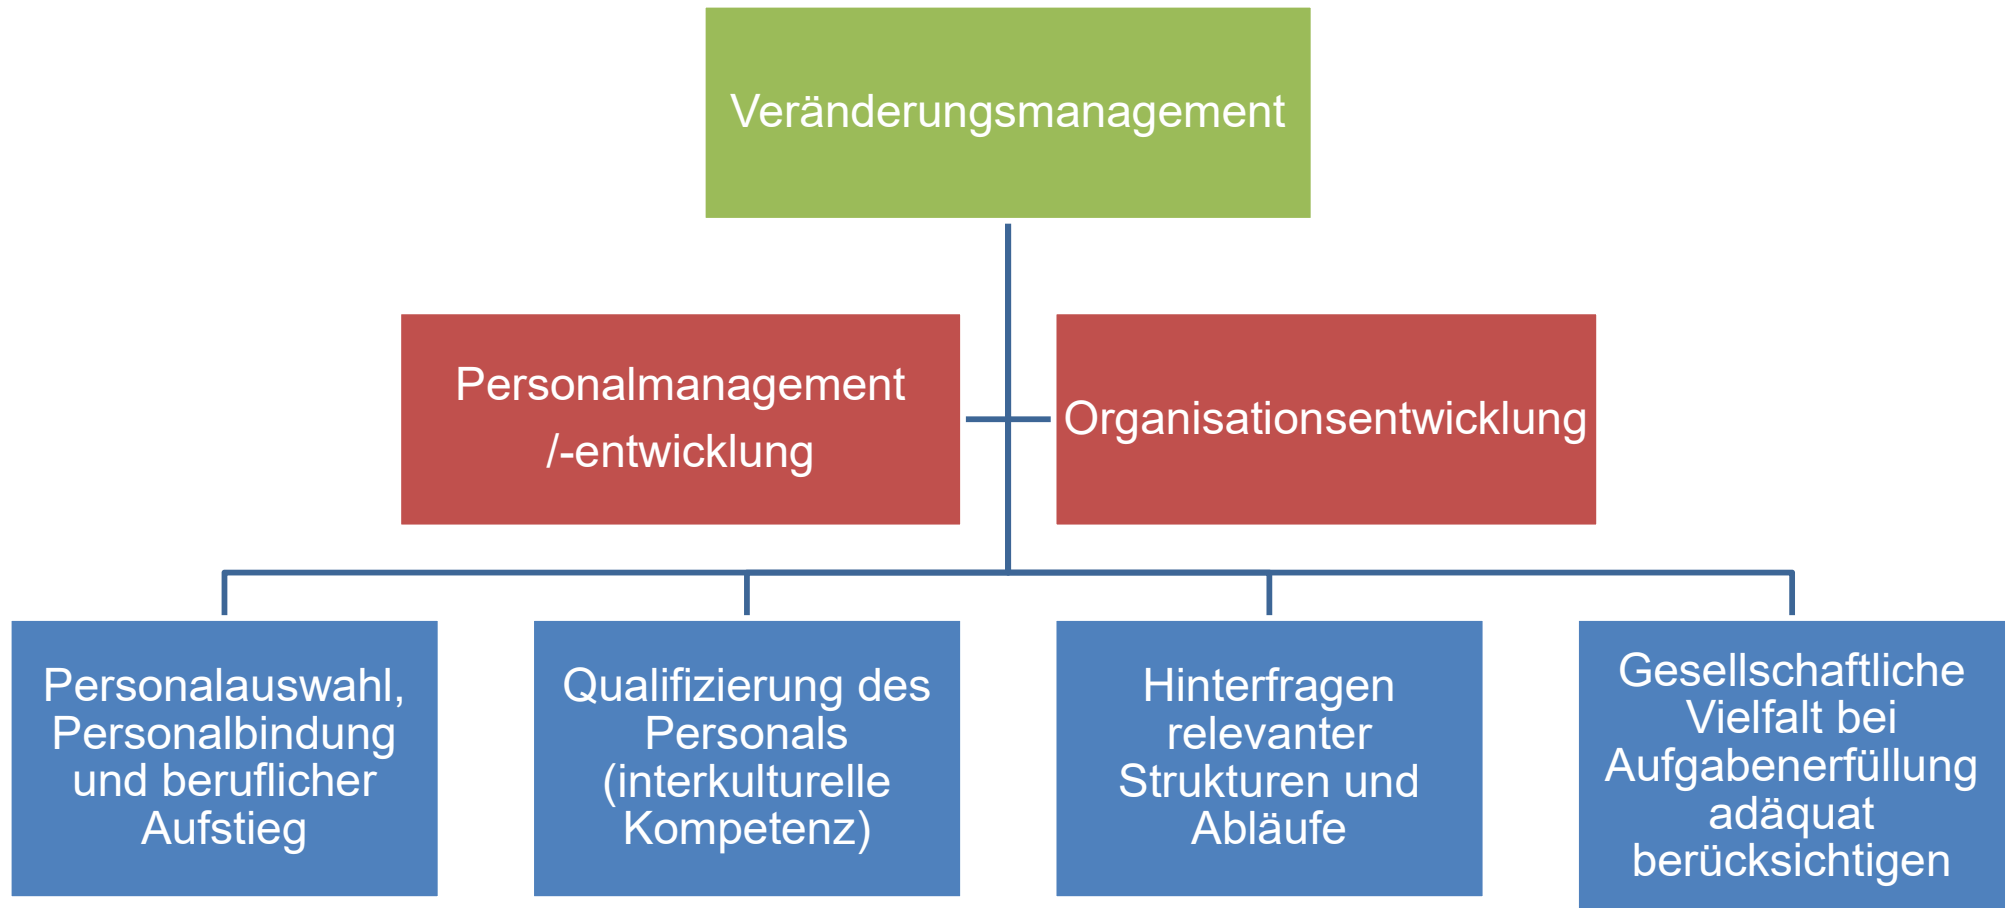 Veränderungsmanagement
Personalmanagement
/-entwicklung
Organisationsentwicklung
Personalauswahl,
Personalbindung
und beruflicher
Aufstieg
Qualifizierung des
Personals
(interkulturelle
Kompetenz)
Hinterfragen
relevanter
Strukturen und
Abläufe
Gesellschaftliche
Vielfalt bei
Aufgabenerfüllung
adäquat
berücksichtigen